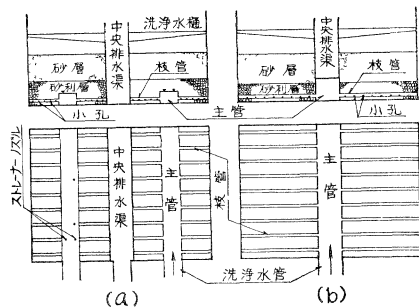 中央排水渠
洗浄水樋
砂層
枝管
砂利層
小孔
主管
中央排水渠
砂層
枝管
砂利層
小孔
ストレーナーノズル
中央排水渠
主管
枝管
主管
洗浄水管
(a)
(b)